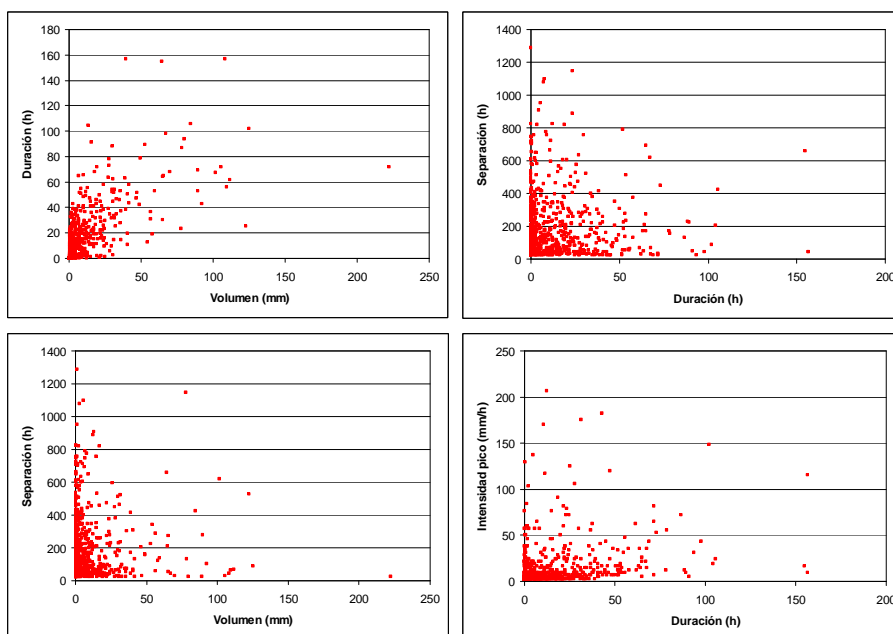 180
160
140
120
100
80
60
40
20
0
Duración (h)
0 50 100 150 200 250
Volumen (mm)
1400
1200
1000
800
600
400
200
0
Separación (h)
0 50 100 150 200
Duración (h)
1400
1200
1000
800
600
400
200
0
Separación (h)
0 50 100 150 200 250
Volumen (mm)
250
200
150
100
50
0
Intensidad pico (mm/h)
0 50 100 150 200
Duración (h)